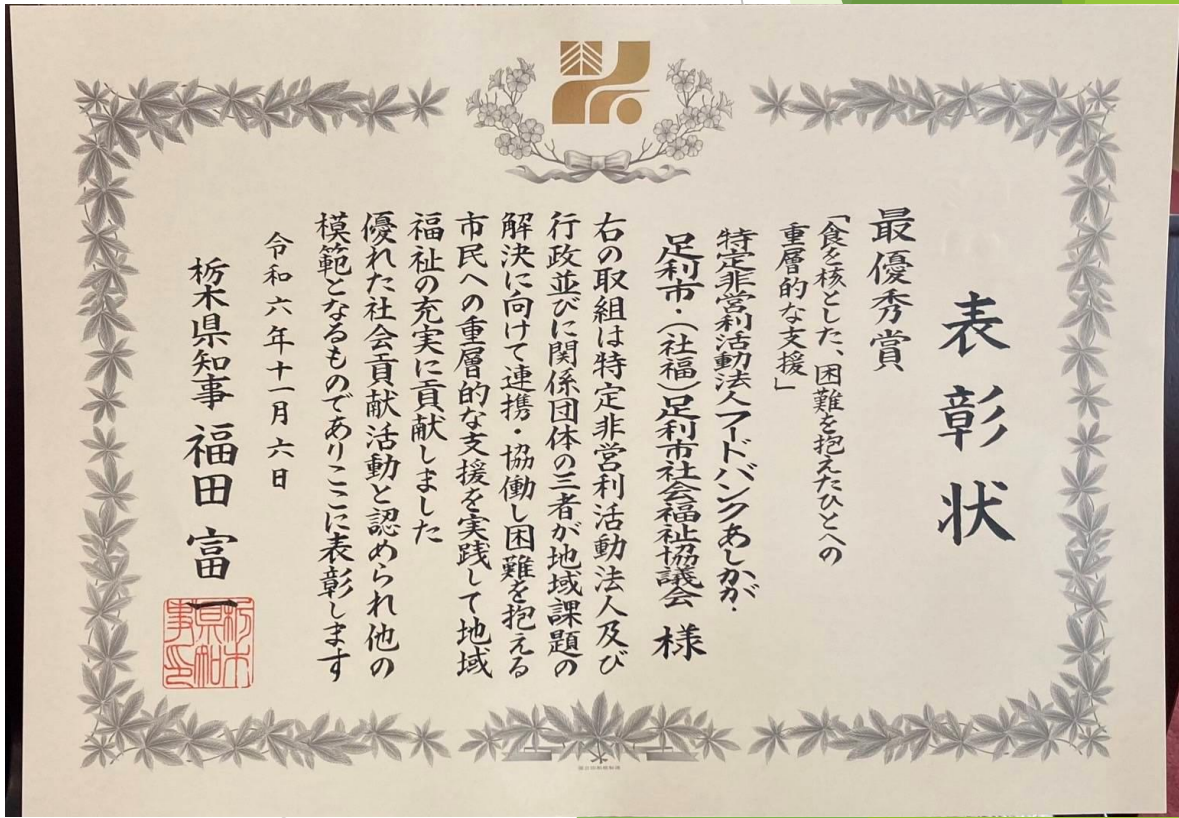 表彰状
最優秀賞
「食を核とした、困難を抱えたひとへの
重層的な支援」
特定非営利活動法人フードバンクあしかが・
足利市・(社福)足利市社会福祉協議会 様
右の取組は特定非営利活動法人及び
行政並びに関係団体の三者が地域課題の
解決に向けて連携・協働し困難を抱える
市民への重層的な支援を実践して地域
福祉の充実に貢献しました
優れた社会貢献活動と認められ他の
模範となるものでありここに表彰します
令和六年十一月六日
栃木県知事 福田富一
栃木県知事印